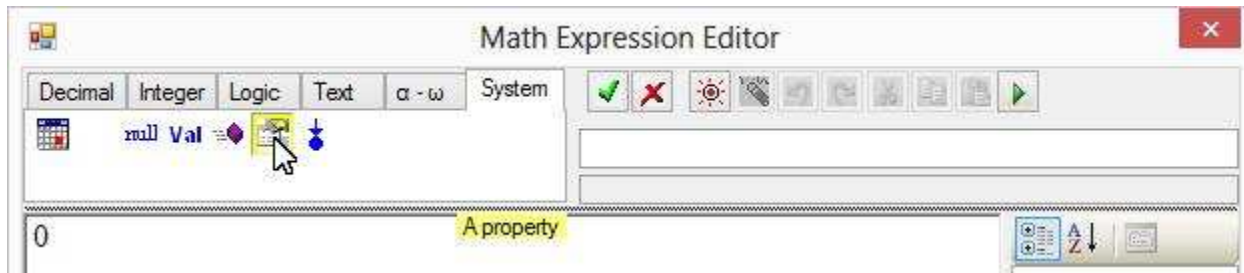 Math Expression Editor
Decimal Integer Logic Text α - ω System
null Val
A property
0
A
Z